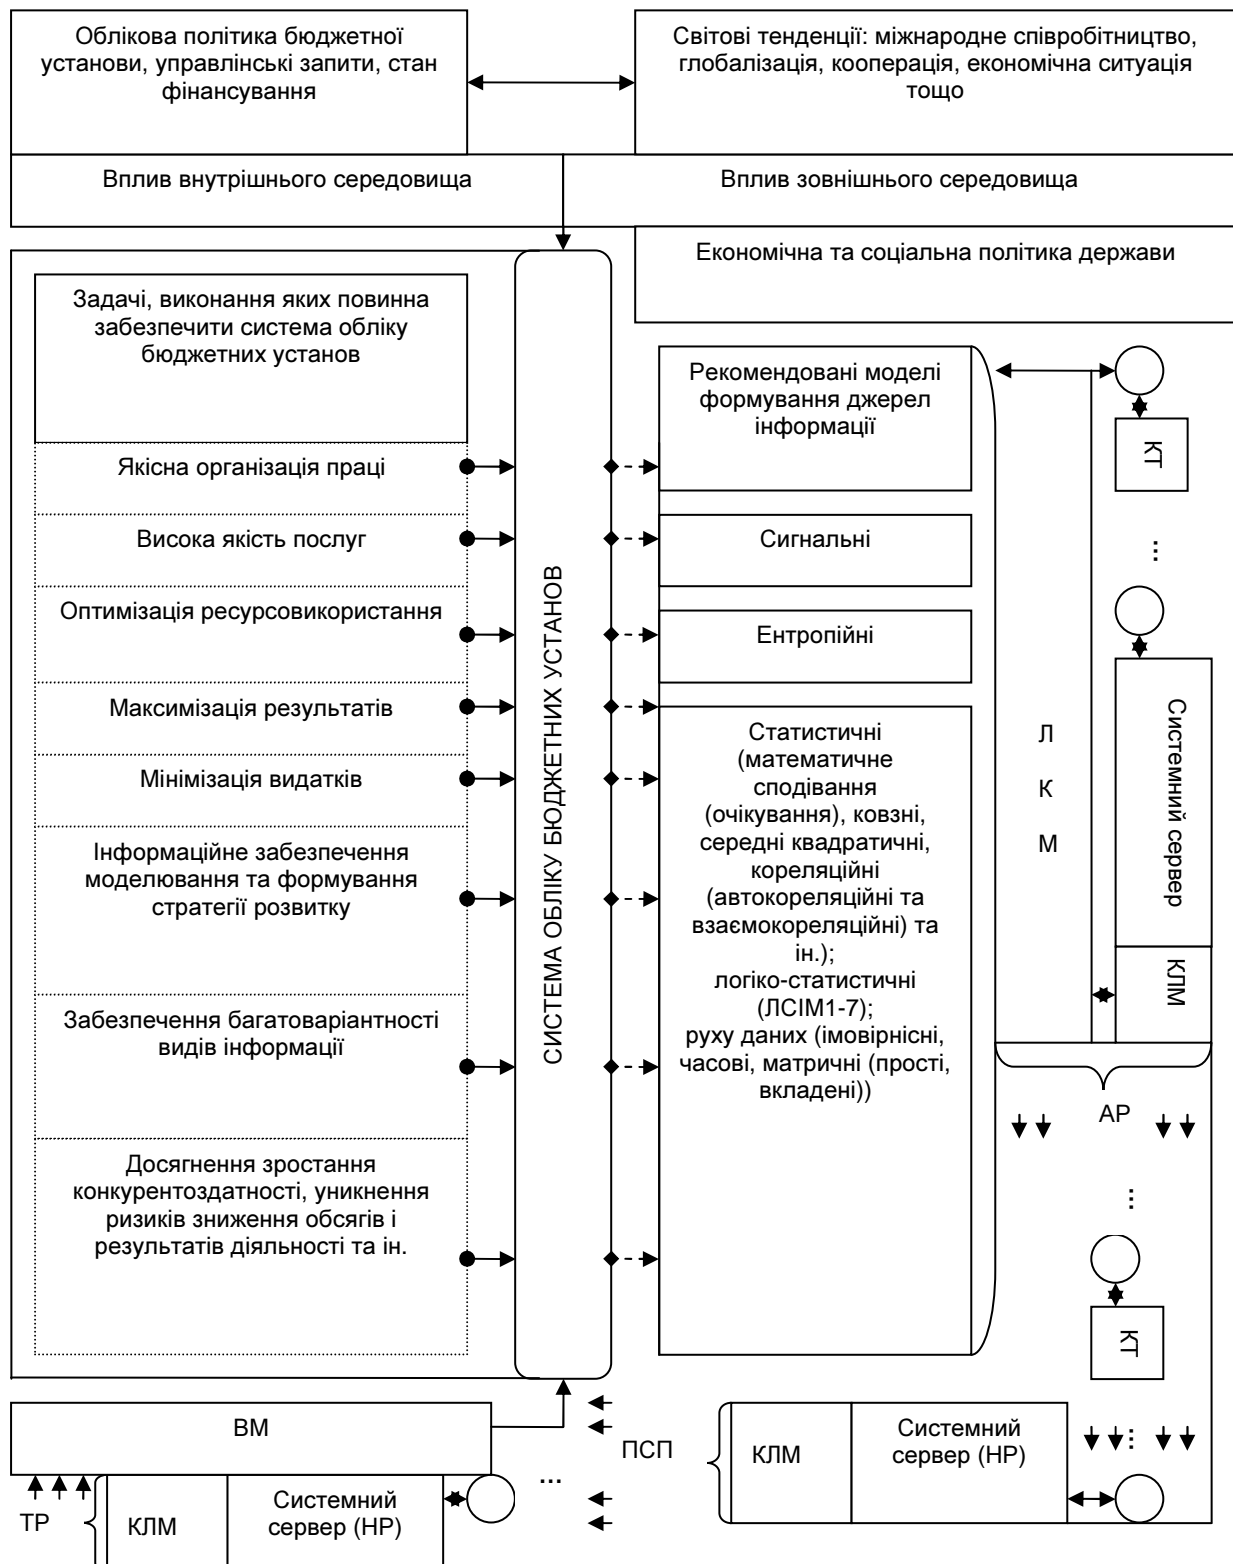 Облікова політика бюджетної
установи, управлінські запити, стан
фінансування
Світові тенденції: міжнародне співробітництво,
глобалізація, кооперація, економічна ситуація
тощо
Вплив внутрішнього середовища
Вплив зовнішнього середовища
Економічна та соціальна політика держави
Задачі, виконання яких повинна
забезпечити система обліку
бюджетних установ
Якісна організація праці
Висока якість послуг
Оптимізація ресурсовикористання
Максимізація результатів
Мінімізація видатків
Інформаційне забезпечення
моделювання та формування
стратегії розвитку
Забезпечення багатоваріантності
видів інформації
Досягнення зростання
конкурентоздатності, уникнення
ризиків зниження обсягів і
результатів діяльності та ін.
СИСТЕМА ОБЛІКУ БЮДЖЕТНИХ УСТАНОВ
Рекомендовані моделі
формування джерел
інформації
Сигнальні
Ентропійні
Статистичні
(математичне
сподівання
(очікування), ковзні,
середні квадратичні,
кореляційні
(автокореляційні та
взаємокореляційні) та
ін.);
логіко-статистичні
(ЛСІМ1-7);
руху даних (імовірнісні,
часові, матричні (прості,
вкладені))
Л
К
М
КТ
...
Системний сервер
КЛМ
АР
...
КТ
...
ВМ
ТР
КЛМ
Системний
сервер (НР)
...
ПСП
КЛМ
Системний
сервер (НР)